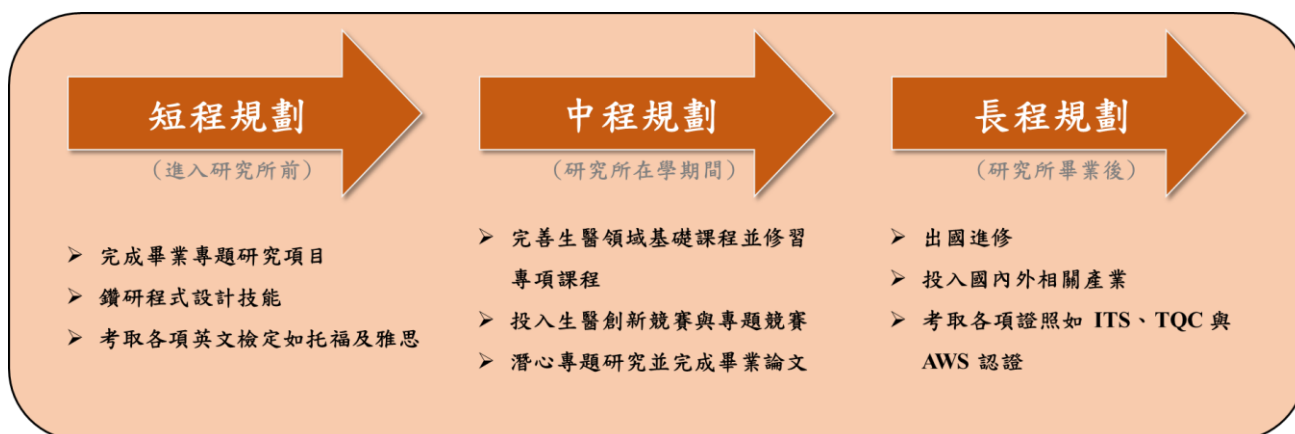 短程規劃
（進入研究所前）
➢ 完成畢業專題研究項目
➢ 鑽研程式設計技能
➢ 考取各項英文檢定如托福及雅思
中程規劃
（研究所在學期間）
➢ 完善生醫領域基礎課程並修習
專項課程
➢ 投入生醫創新競賽與專題競賽
➢ 潛心專題研究並完成畢業論文
長程規劃
（研究所畢業後）
➢ 出國進修
➢ 投入國內外相關產業
➢ 考取各項證照如 ITS、TQC 與
AWS 認證